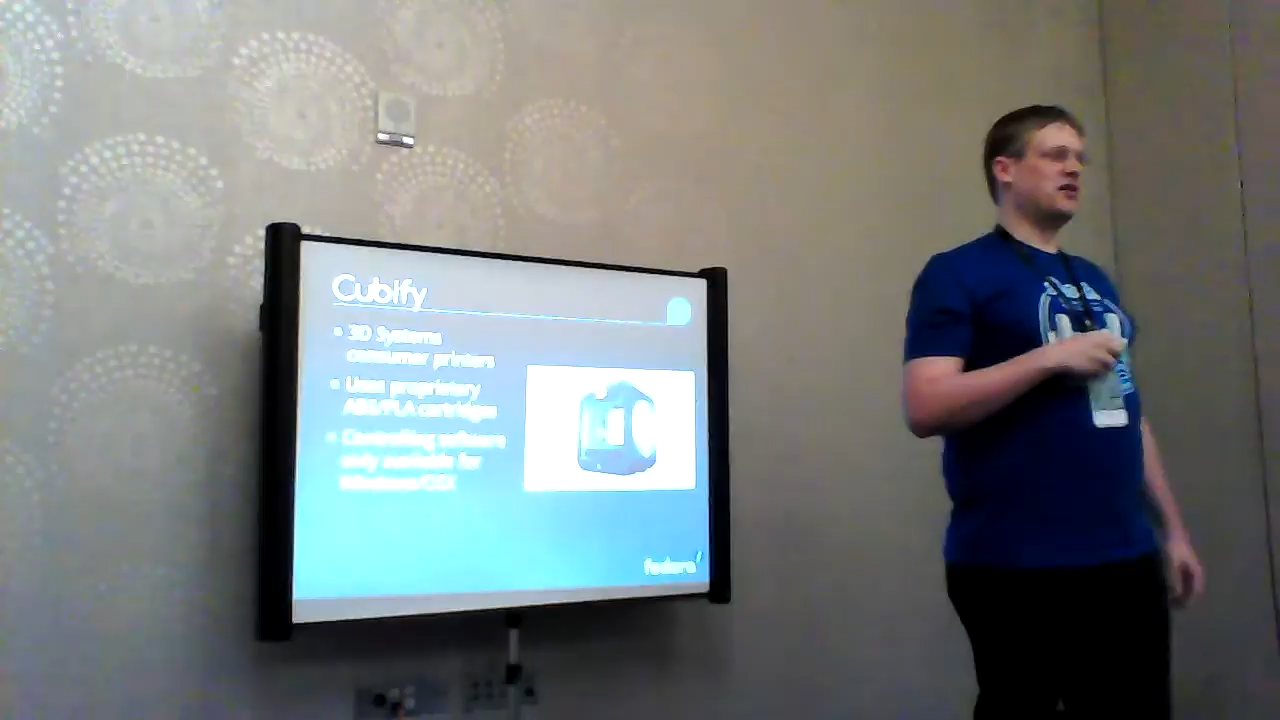 Cubify
3D Systems
consumer printers
Uses proprietary
ABS/PLA cartridges
Controlling software
only available for
Windows/OSX
fedora